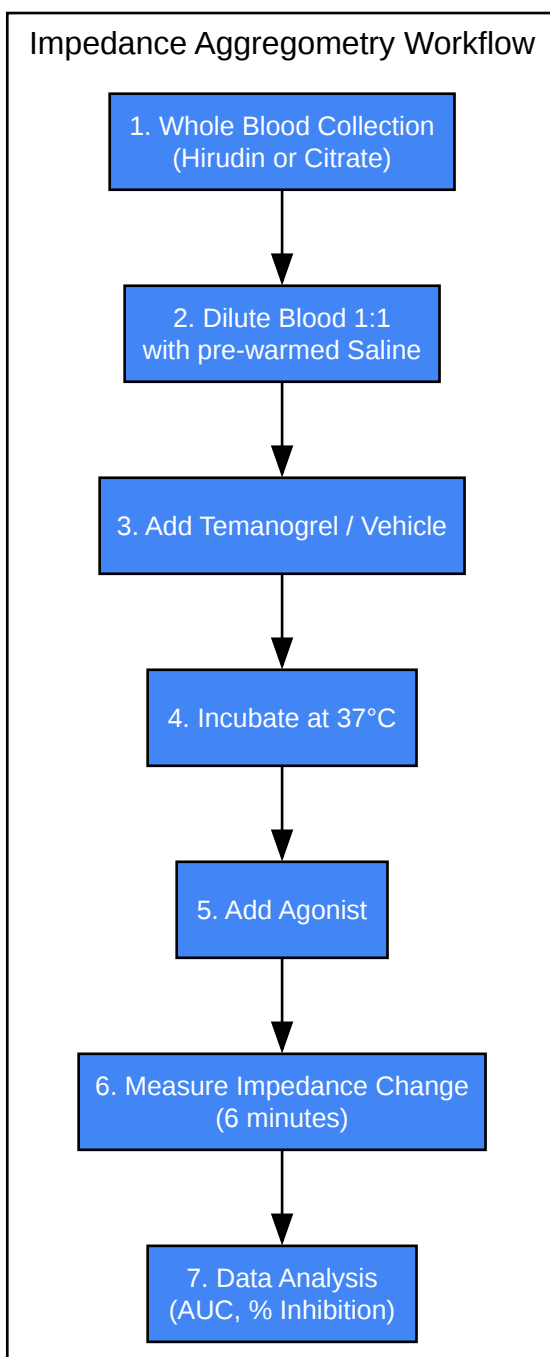 Impedance Aggregometry Workflow
1. Whole Blood Collection
(Hirudin or Citrate)
2. Dilute Blood 1:1
with pre-warmed Saline
3. Add Temanogrel / Vehicle
4. Incubate at 37°C
5. Add Agonist
6. Measure Impedance Change
(6 minutes)
7. Data Analysis
(AUC, % Inhibition)